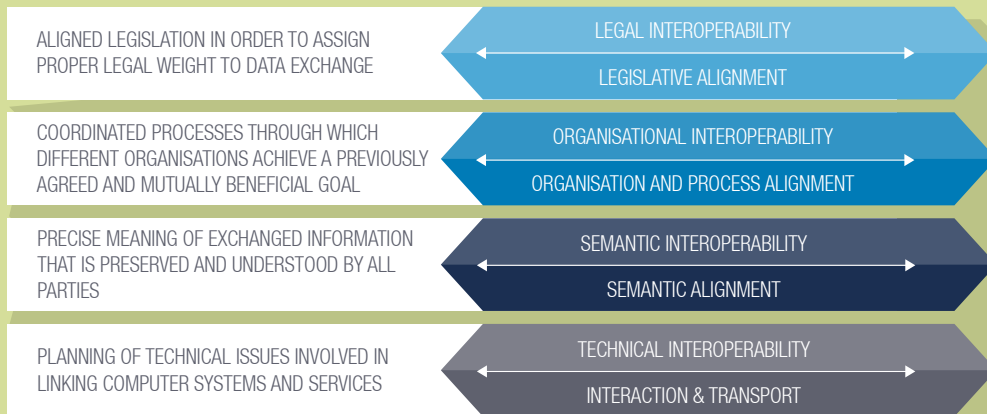 ALIGNED LEGISLATION IN ORDER TO ASSIGN
PROPER LEGAL WEIGHT TO DATA EXCHANGE
LEGAL INTEROPERABILITY
LEGISLATIVE ALIGNMENT
COORDINATED PROCESSES THROUGH WHICH
DIFFERENT ORGANISATIONS ACHIEVE A PREVIOUSLY
AGREED AND MUTUALLY BENEFICIAL GOAL
ORGANISATIONAL INTEROPERABILITY
ORGANISATION AND PROCESS ALIGNMENT
PRECISE MEANING OF EXCHANGED INFORMATION
THAT IS PRESERVED AND UNDERSTOOD BY ALL
PARTIES
SEMANTIC INTEROPERABILITY
SEMANTIC ALIGNMENT
PLANNING OF TECHNICAL ISSUES INVOLVED IN
LINKING COMPUTER SYSTEMS AND SERVICES
TECHNICAL INTEROPERABILITY
INTERACTION & TRANSPORT